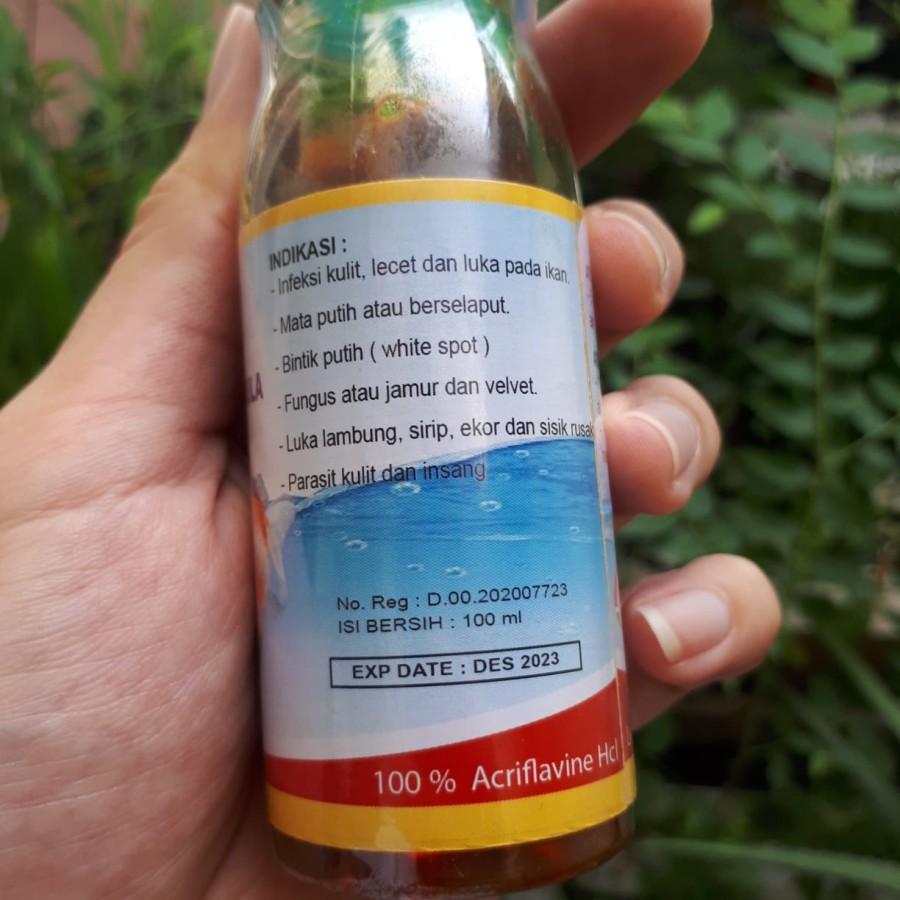 INDIKASI :
- Infeksi kulit, lecet dan luka pada ikan.
- Mata putih atau berselaput.
- Bintik putih ( white spot )
- Fungus atau jamur dan velvet.
- Luka lambung, sirip, ekor dan sisik rusak
- Parasit kulit dan insang
No. Reg : D.00.202007723
ISI BERSIH : 100 ml
EXP DATE : DES 2023
100 % Acriflavine Hcl